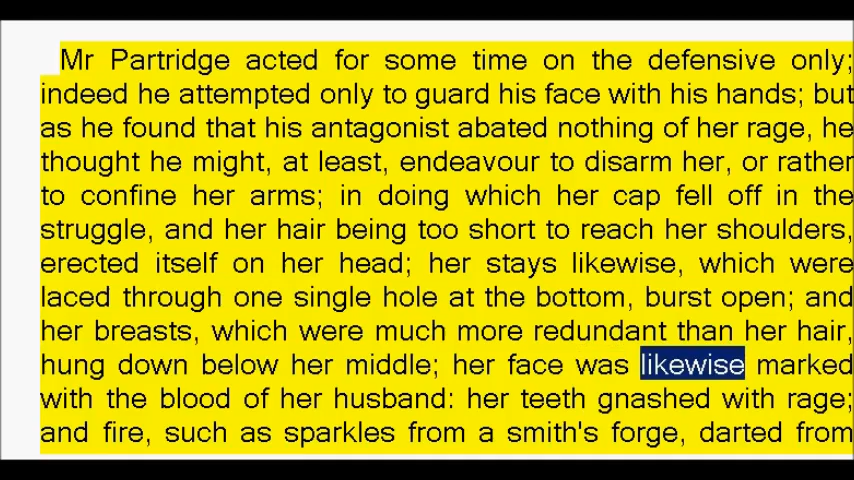 Mr Partridge acted for some time on the defensive only;
indeed he attempted only to guard his face with his hands; but
as he found that his antagonist abated nothing of her rage, he
thought he might, at least, endeavour to disarm her, or rather
to confine her arms; in doing which her cap fell off in the
struggle, and her hair being too short to reach her shoulders,
erected itself on her head; her stays likewise, which were
laced through one single hole at the bottom, burst open; and
her breasts, which were much more redundant than her hair,
hung down below her middle; her face was likewise marked
with the blood of her husband: her teeth gnashed with rage;
and fire, such as sparkles from a smith's forge, darted from